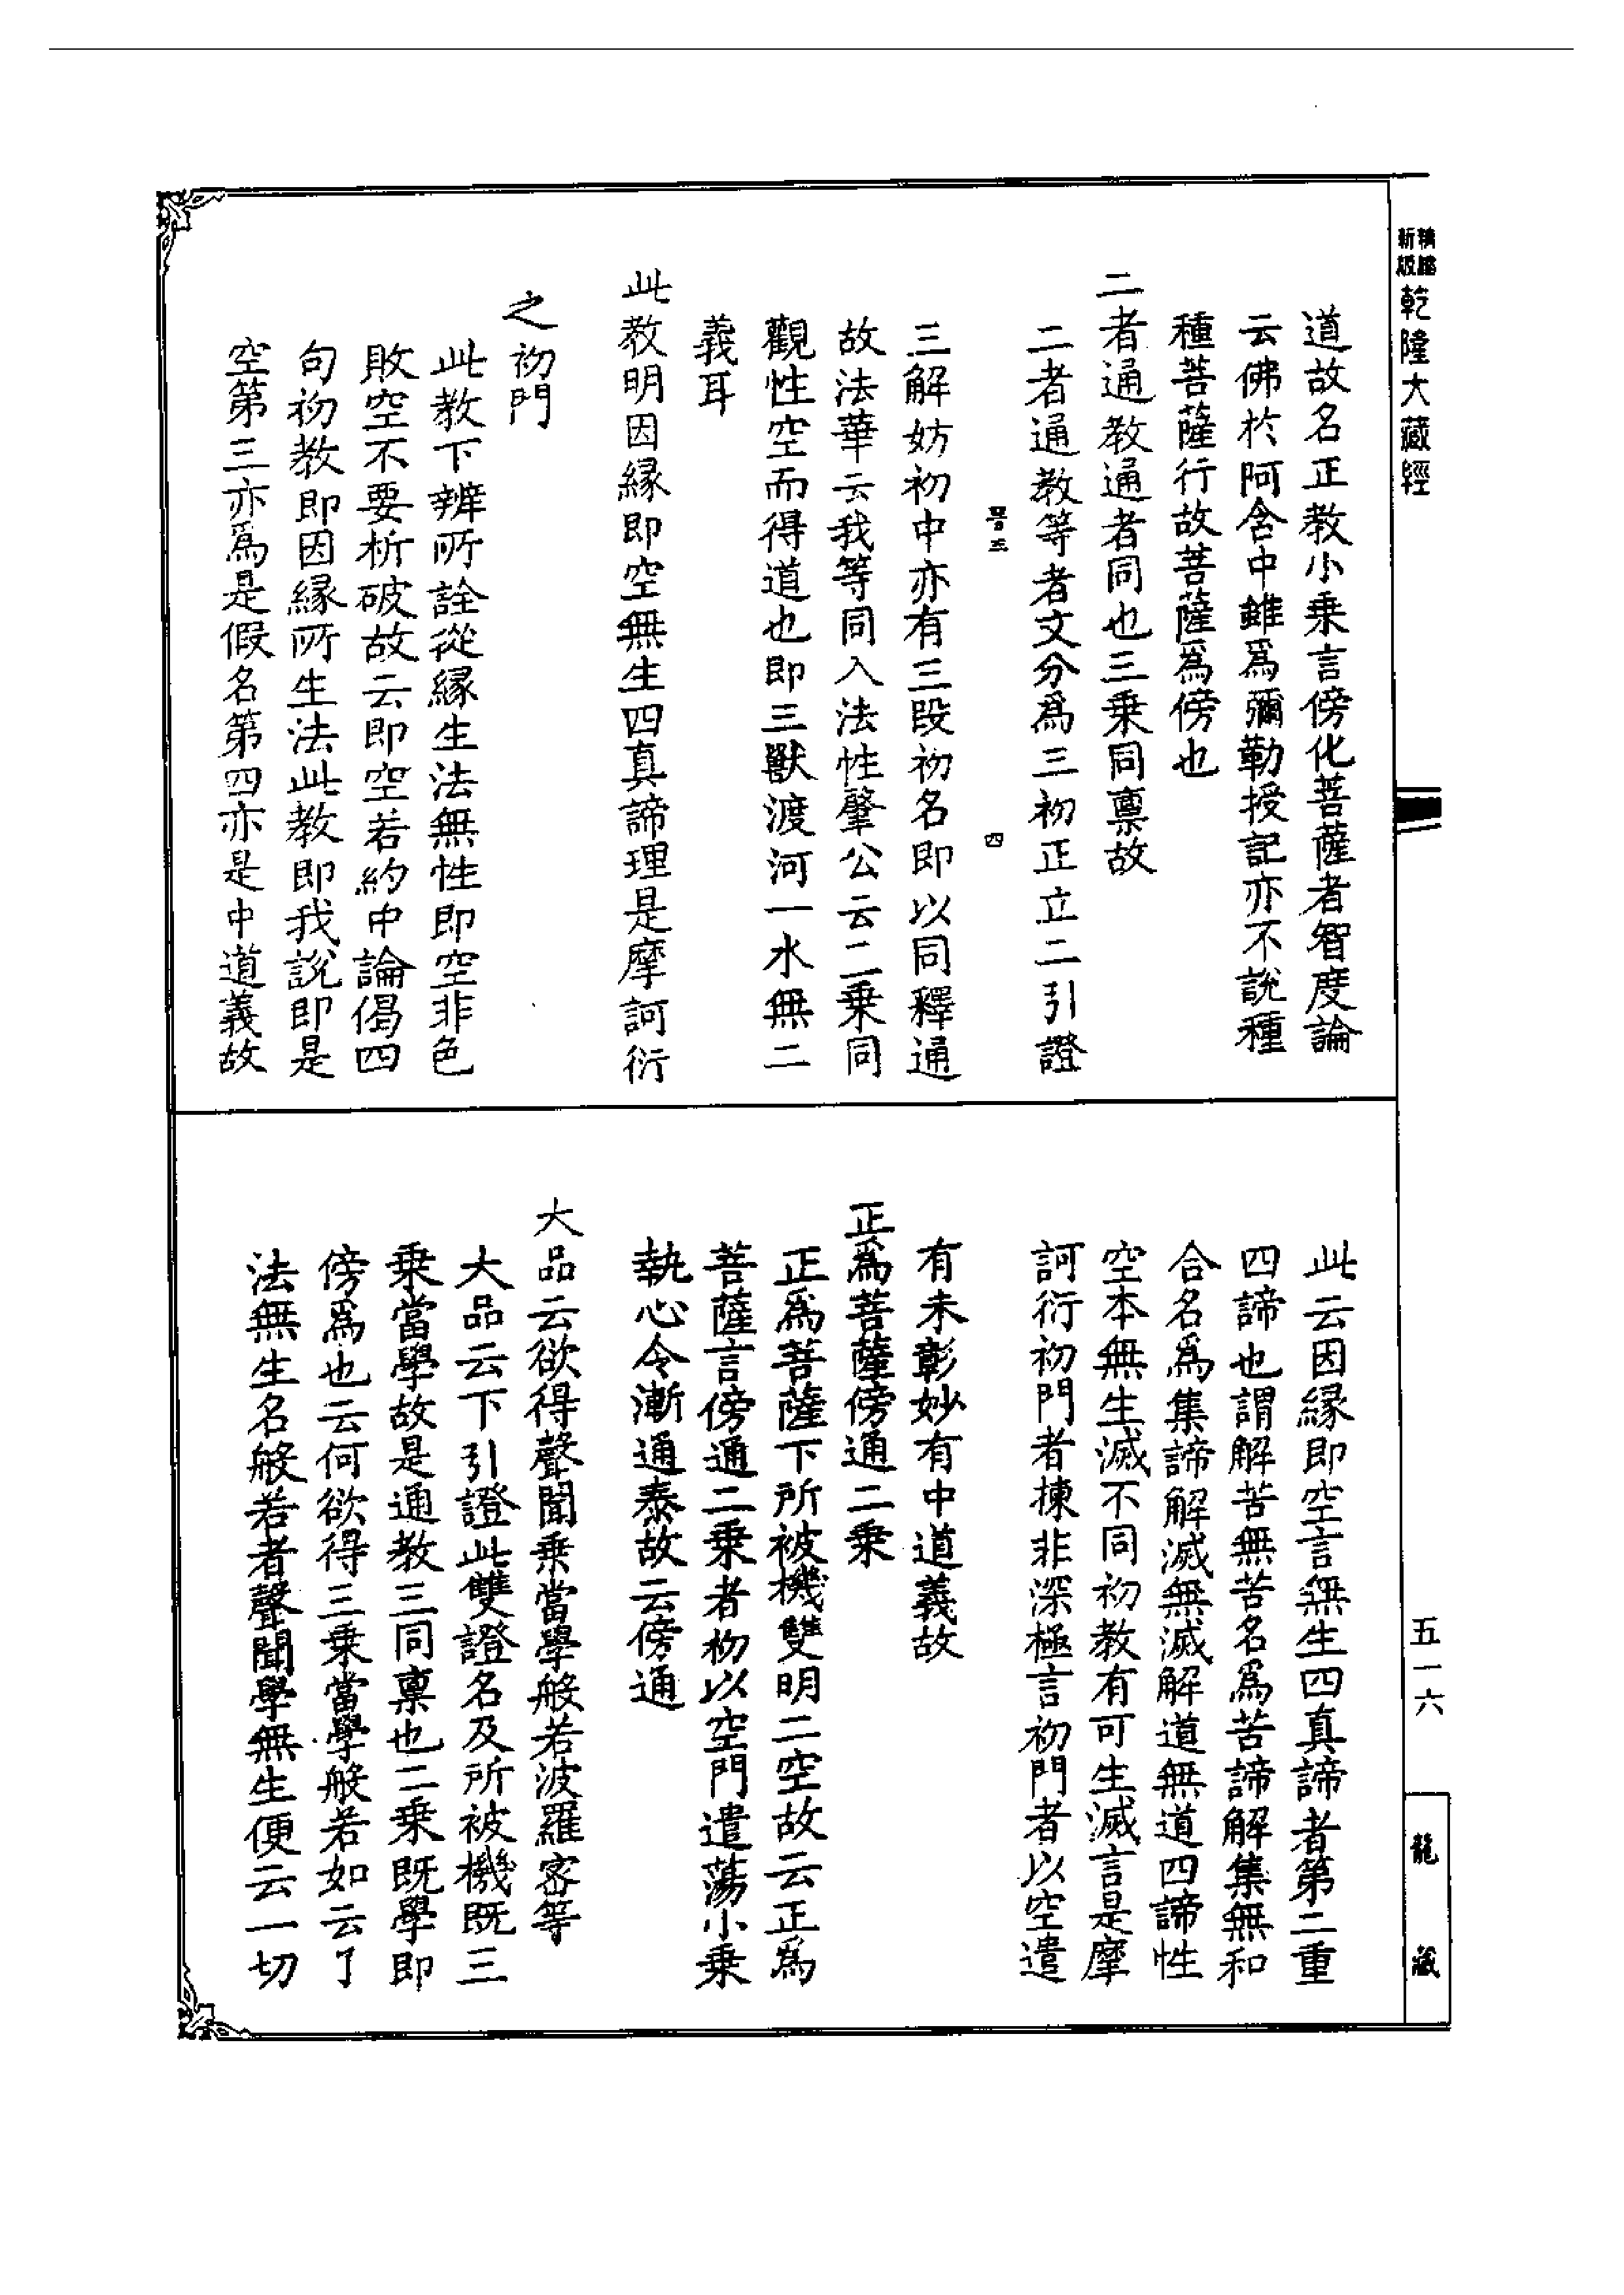 精縮
新版
乾隆大藏經
五一六
龍藏
道故名正教小乗言傍化菩薩者智度論
云佛於阿含中雖爲彌勒授記亦不說種
種菩薩行故菩薩爲傍也
二者通教通者同也三乗同稟故
二者通教等者文分爲三初正立二引證
四
三解妨初中亦有三段初名即以同釋通
故法華云我等同入法性肇公云二乗同
觀性空而得道也即三獸渡河一水無二
義耳
此教明因縁即空無生四真諦理是摩訶衍
之初門
此教下辨所詮從縁生法無性即空非色
敗空不要析破故云即空若約中論偈四
句初教即因縁所生法此教即我說即是
空第三亦爲是假名第四亦是中道義故
此云因縁即空言無生四真諦者第二重
四諦也謂解苦無苦名爲苦諦解集無和
合名爲集諦解滅無滅解道無道四諦性
空本無生滅不同初教有可生滅言是摩
訶衍初門者揀非深極言初門者以空遣
有未彰妙有中道義故
正爲菩薩傍通二乗
正爲菩薩下所被機雙明二空故云正爲
菩薩言傍通二乗者初以空門遣蕩小乗
執心令漸通泰故云傍通
大品云欲得聲聞乗當學般若波羅密等
大品云下引證此雙證名及所被機既三
乗當學故是通教三同稟也二乗既學即
傍爲也云何欲得三乗當學般若如云了
法無生名般若者聲聞學無生便云一切